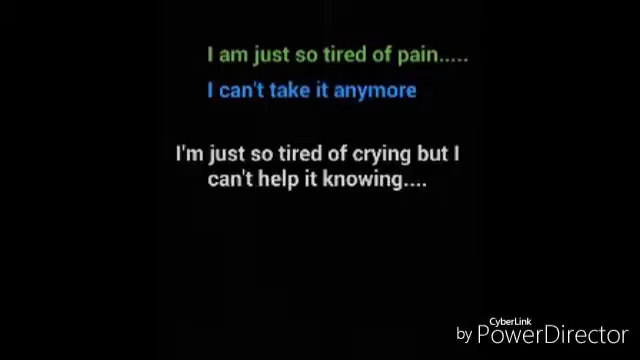 I am just so tired of pain.....
I can't take it anymore
I'm just so tired of crying but I
can't help it knowing....
CyberLink
by PowerDirector